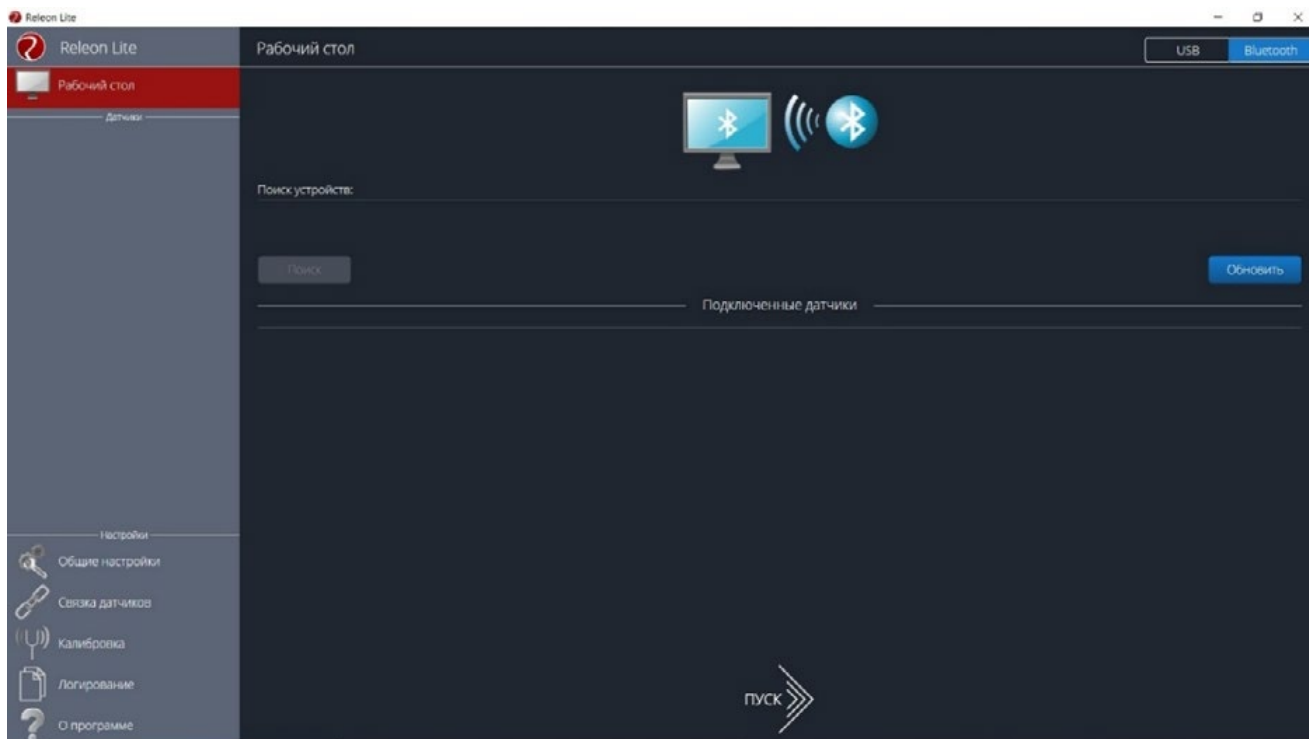 Releon Lite
Releon Lite
Рабочий стол
USB
Bluetooth
Рабочий стол
Датчики
Поиск устройств:
Поиск
Обновить
Подключенные датчики
Настройки
Общие настройки
Связка датчиков
Калибровка
Логирование
О программе
ПУСК